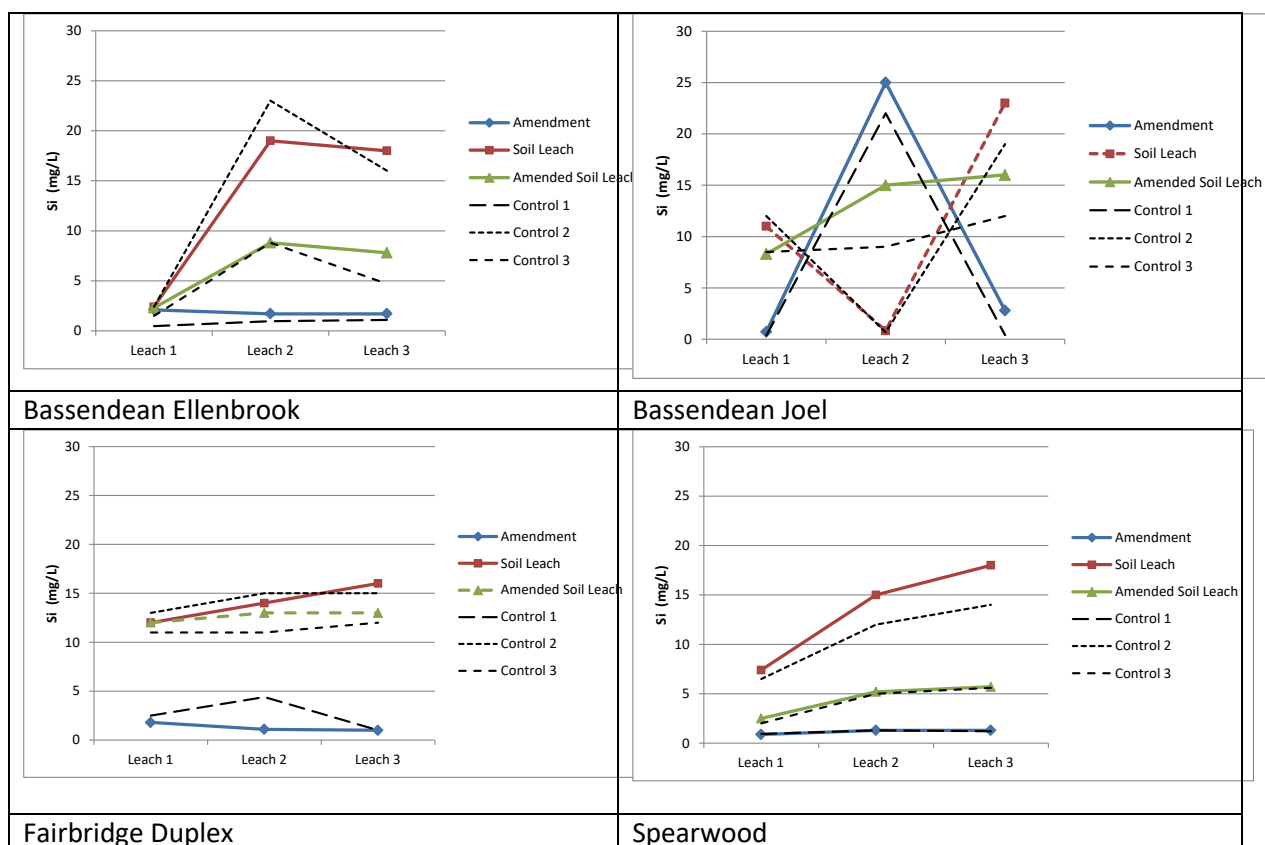 30
25
20
15
10
5
0
Si (mg/L)
Leach 1 Leach 2 Leach 3
Amendment
Soil Leach
Amended Soil Leach
Control 1
Control 2
Control 3
Bassendean Ellenbrook
30
25
20
15
10
5
0
Si (mg/L)
Leach 1 Leach 2 Leach 3
Amendment
Soil Leach
Amended Soil Leach
Control 1
Control 2
Control 3
Bassendean Joel
30
25
20
15
10
5
0
Si (mg/L)
Leach 1 Leach 2 Leach 3
Amendment
Soil Leach
Amended Soil Leach
Control 1
Control 2
Control 3
Fairbridge Duplex
30
25
20
15
10
5
0
Si (mg/L)
Leach 1 Leach 2 Leach 3
Amendment
Soil Leach
Amended Soil Leach
Control 1
Control 2
Control 3
Spearwood